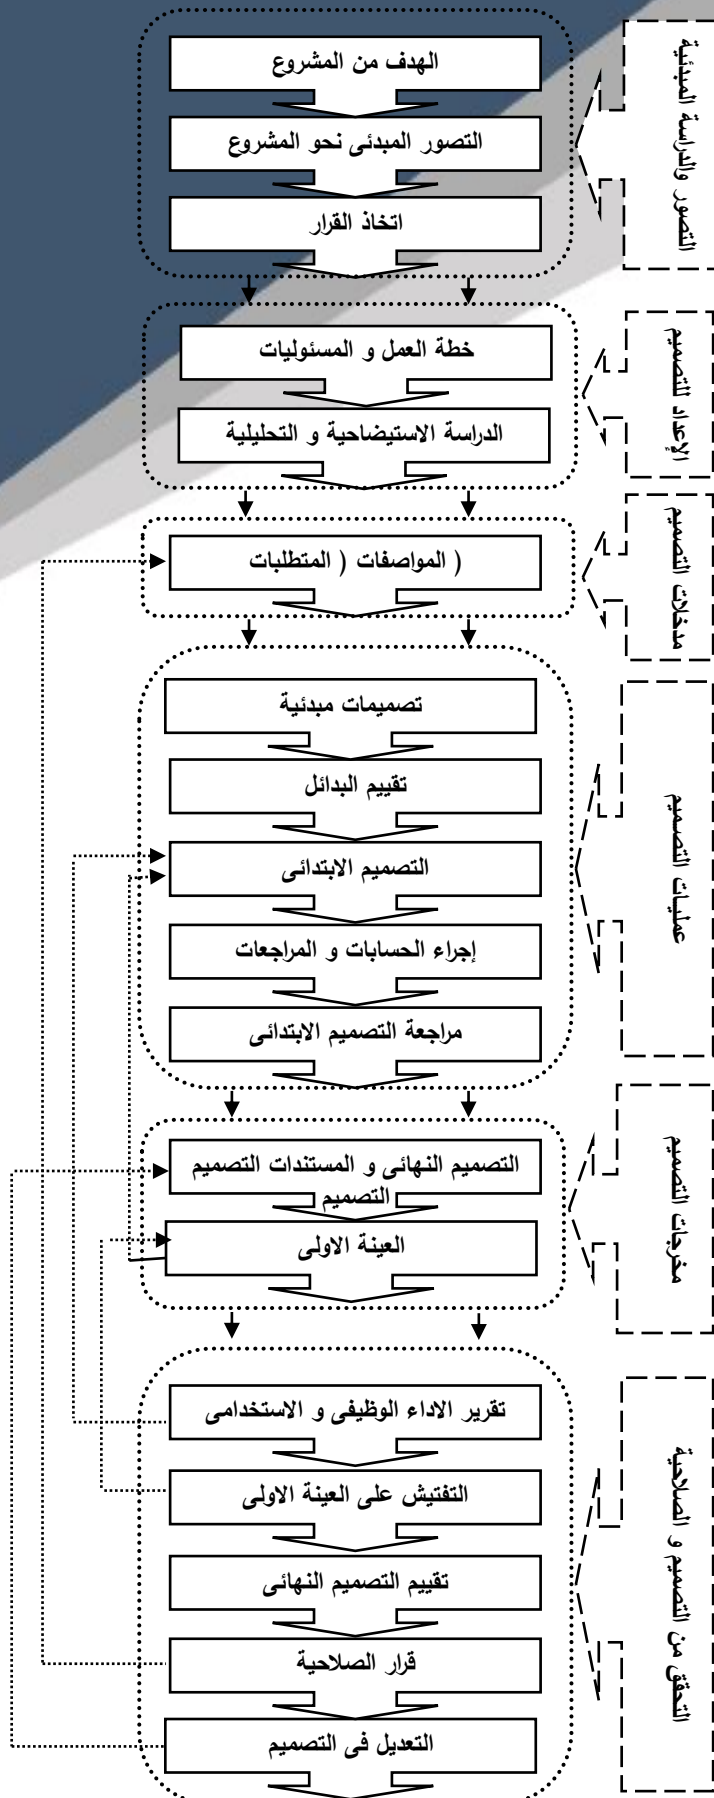 التصور والدراسة المبدئية
الهدف من المشروع
التصور المبدئى نحو المشروع
اتخاذ القرار
الإعداد للتصميم
خطة العمل و المسئوليات
الدراسة الاستيضاحية و التحليلية
مدخلات التصميم
( المواصفات ( المتطلبات
عمليات التصميم
تصميمات مبدئية
تقييم البدائل
التصميم الابتدائى
إجراء الحسابات و المراجعات
مراجعة التصميم الابتدائى
مخرجات التصميم
التصميم النهائى و المستندات التصميم
التصميم
العينة الاولى
التحقق من التصميم و الصلاحية
تقرير الاداء الوظيفى و الاستخدامى
التفتيش على العينة الاولى
تقييم التصميم النهائى
قرار الصلاحية
التعديل فى التصميم